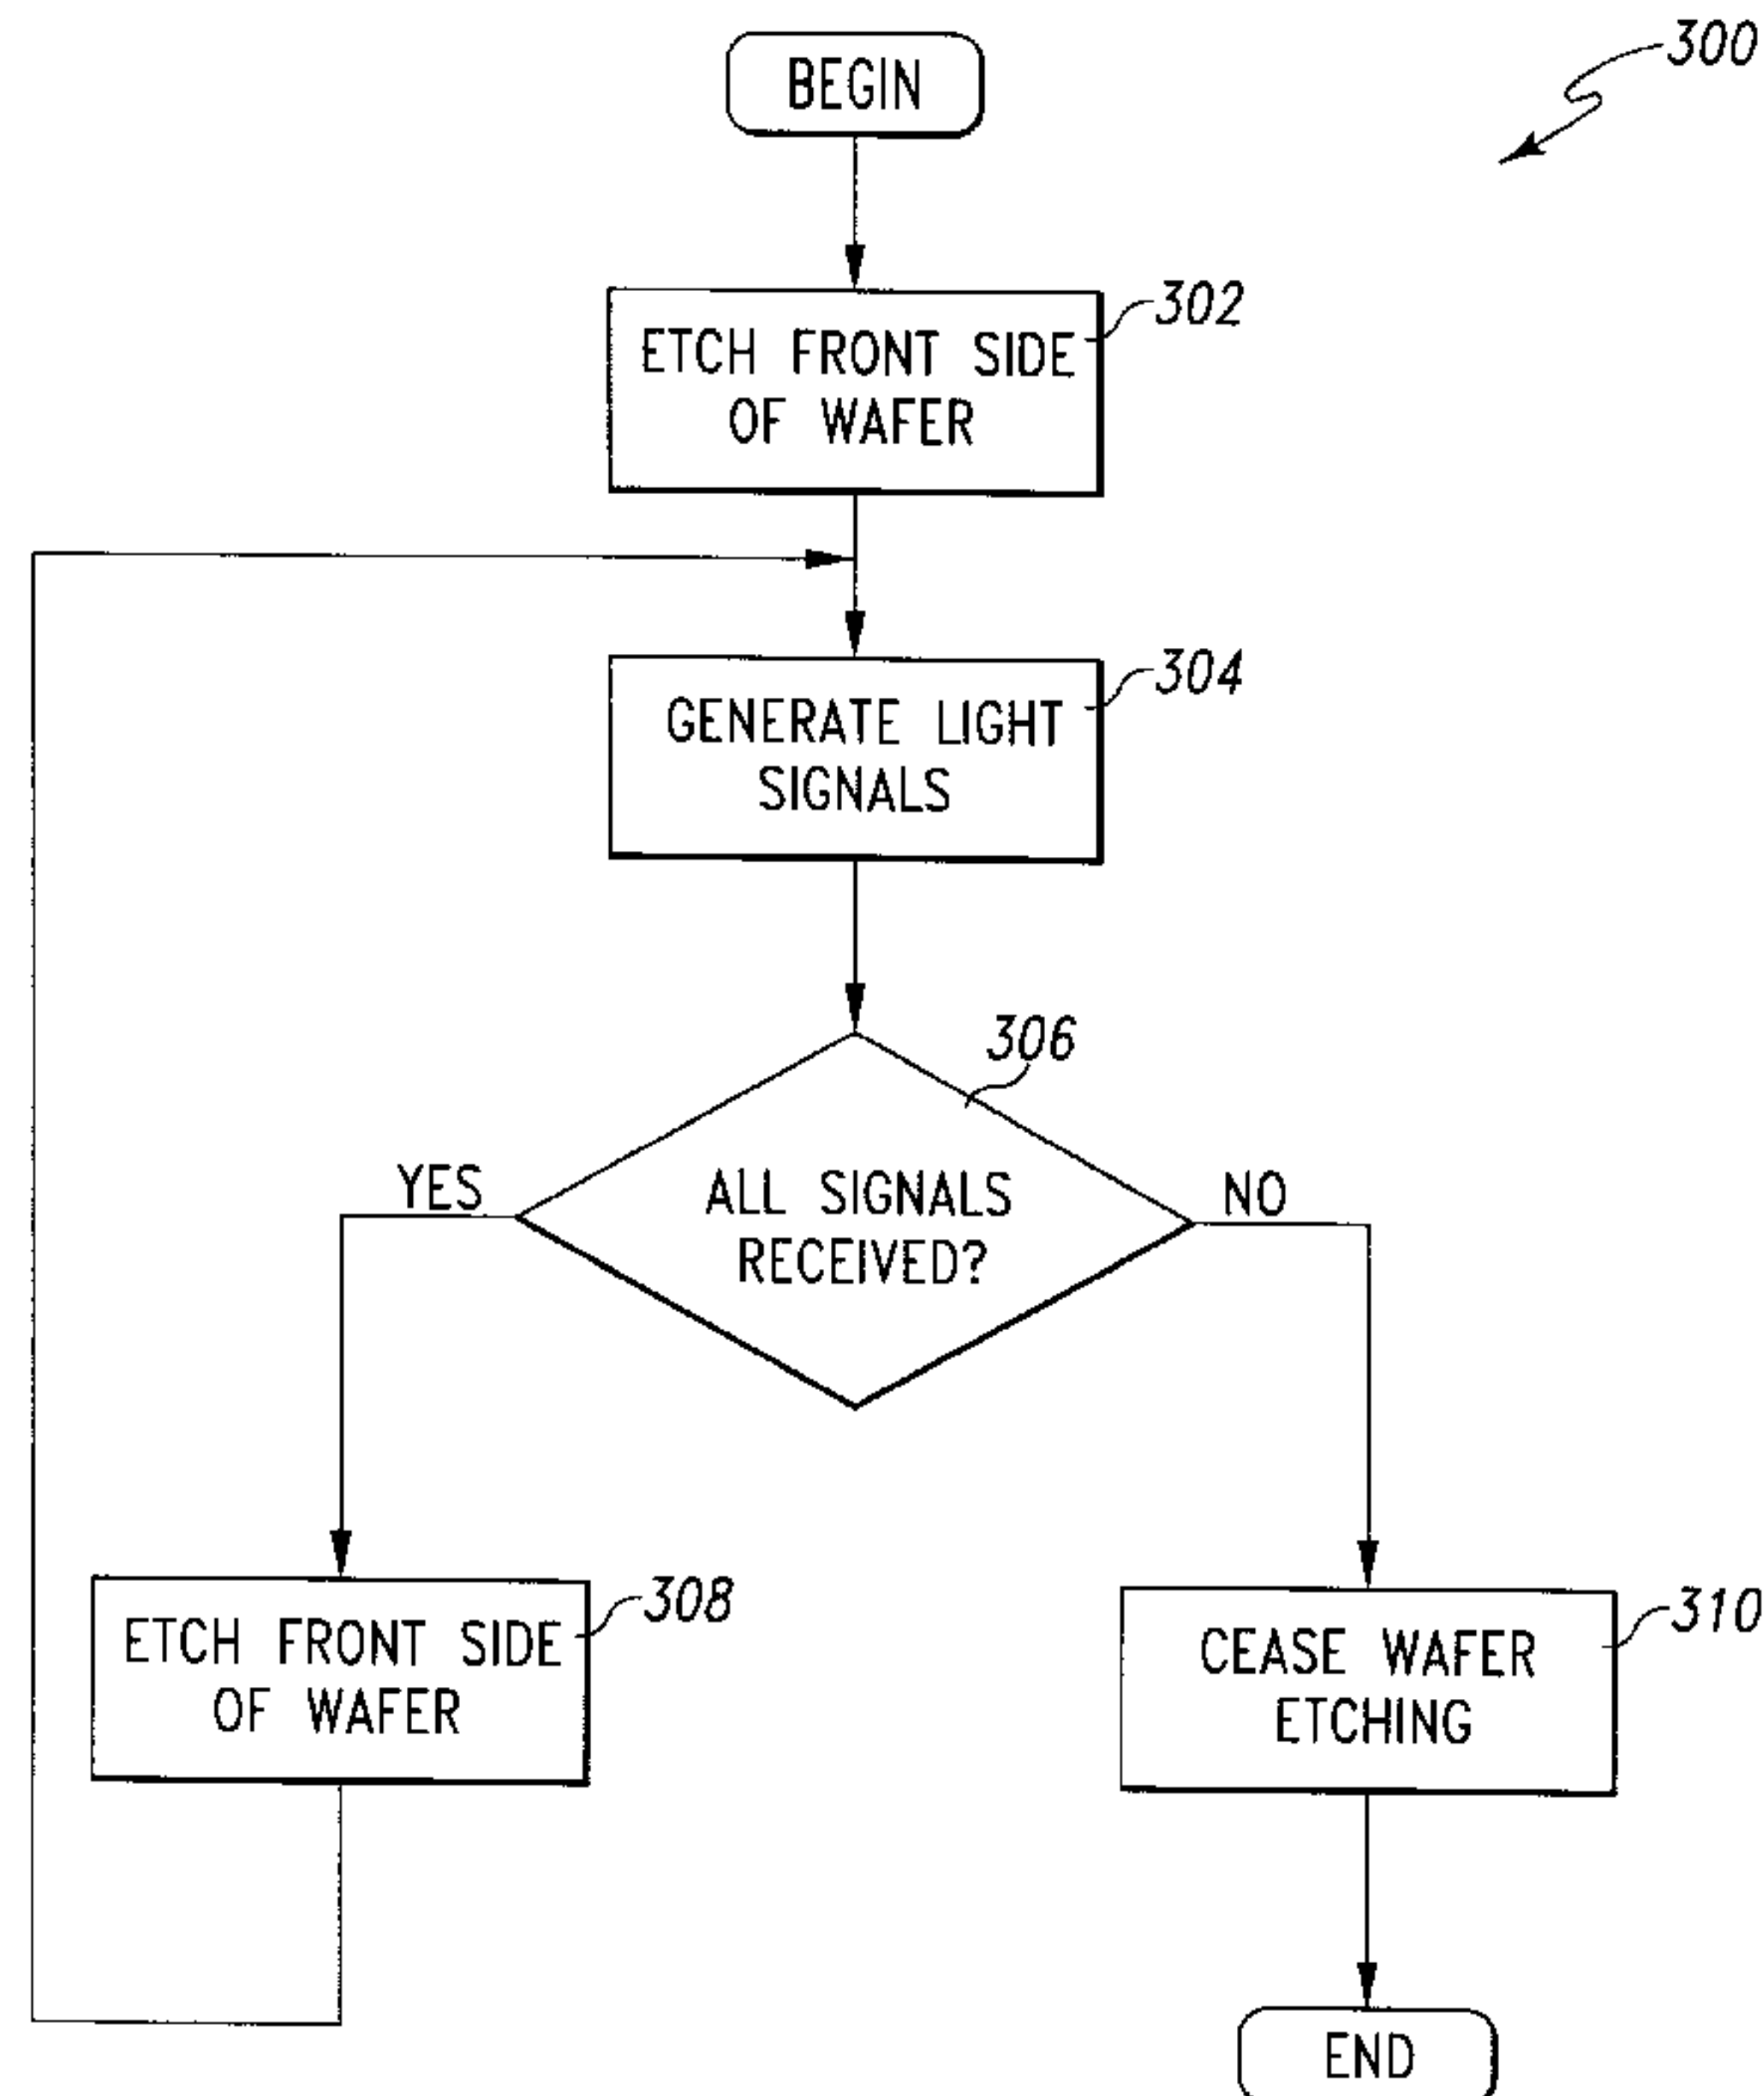 300
BEGIN
302
ETCH FRONT SIDE
OF WAFER
304
GENERATE LIGHT
SIGNALS
306
ALL SIGNALS
RECEIVED?
YES
NO
308
ETCH FRONT SIDE
OF WAFER
310
CEASE WAFER
ETCHING
END